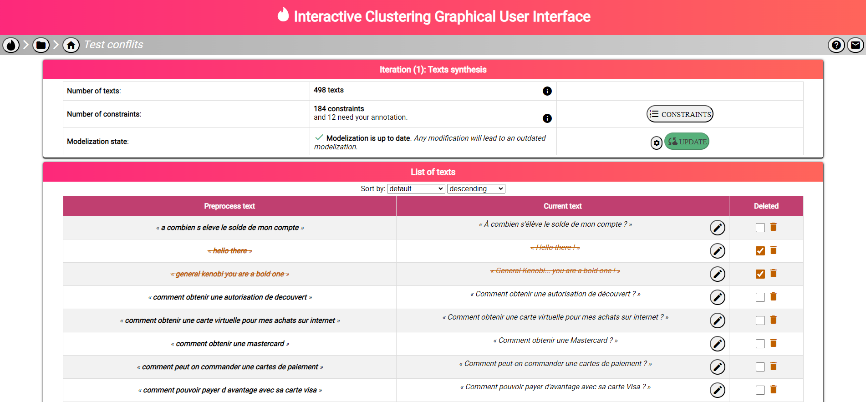 Interactive Clustering Graphical User Interface
Test conflits
Iteration (1): Texts synthesis
Number of texts: 498 texts
Number of constraints: 184 constraints
and 12 need your annotation.
CONSTRAINTS
Modelization state: Modelization is up to date. Any modification will lead to an outdated
modelization.
UPDATE
List of texts
Sort by: default descending
Preprocess text Current text Deleted
« a combien s eleve le solde de mon compte » « À combien s'élève le solde de mon compte ? »
« hello there » « Hello there ! »
« general kenobi you are a bold one » « General Kenobi... you are a bold one ! »
« comment obtenir une autorisation de decouvert » « Comment obtenir une autorisation de découvert ? »
« comment obtenir une carte virtuelle pour mes achats sur internet » « Comment obtenir une carte virtuelle pour mes achats sur internet ? »
« comment obtenir une mastercard » « Comment obtenir une Mastercard ? »
« comment peut on commander une cartes de paiement » « Comment peut on commander une cartes de paiement ? »
« comment pouvoir payer d avantage avec sa carte visa » « Comment pouvoir payer d'avantage avec sa carte Visa ? »